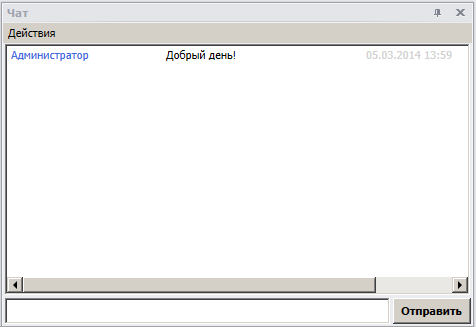 Чат
Действия
Администратор Добрый день! 05.03.2014 13:59
Отправить